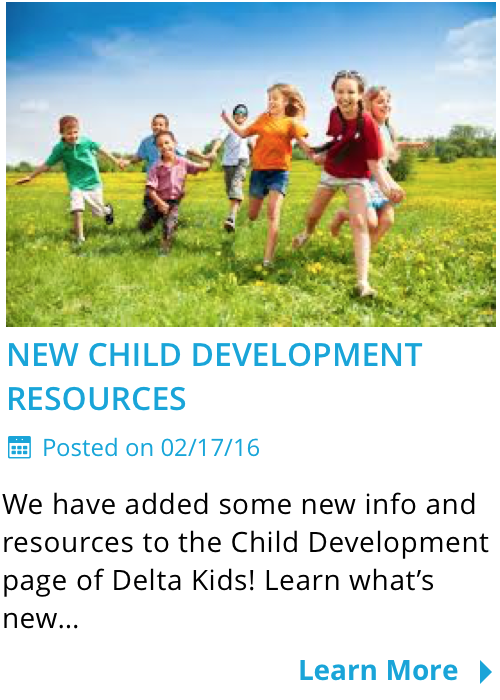 NEW CHILD DEVELOPMENT
RESOURCES
Posted on 02/17/16
We have added some new info and
resources to the Child Development
page of Delta Kids! Learn what’s
new...
Learn More